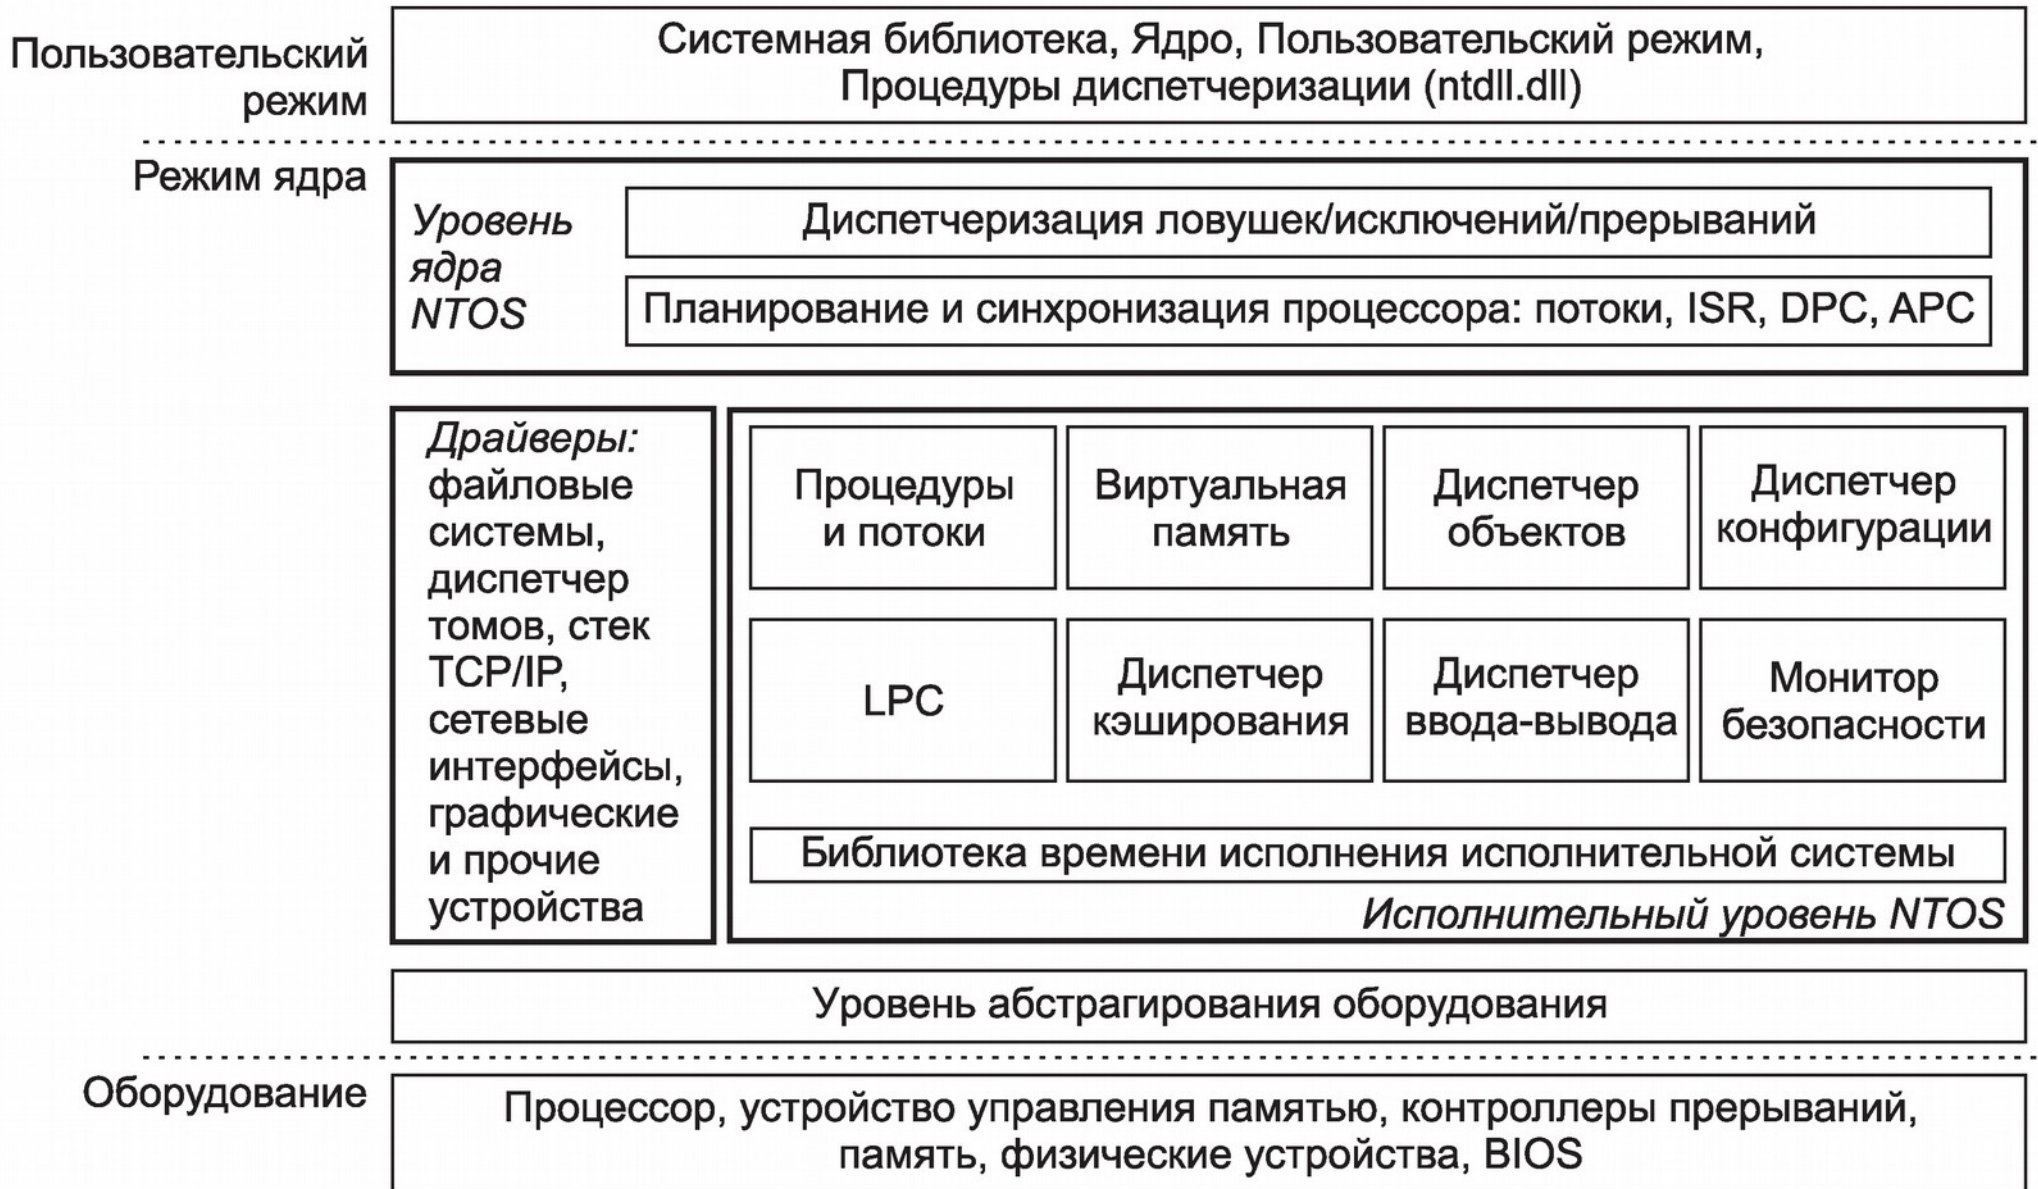 Пользовательский
режим
Системная библиотека, Ядро, Пользовательский режим,
Процедуры диспетчеризации (ntdll.dll)
Режим ядра
Уровень
ядра
NTOS
Диспетчеризация ловушек/исключений/прерываний
Планирование и синхронизация процессора: потоки, ISR, DPC, APC
Драйверы:
файловые
системы,
диспетчер
томов, стек
TCP/IP,
сетевые
интерфейсы,
графические
и прочие
устройства
Процедуры
и потоки
Виртуальная
память
Диспетчер
объектов
Диспетчер
конфигурации
LPC
Диспетчер
кэширования
Диспетчер
ввода-вывода
Монитор
безопасности
Библиотека времени исполнения исполнительной системы
Исполнительный уровень NTOS
Уровень абстрагирования оборудования
Оборудование
Процессор, устройство управления памятью, контроллеры прерываний,
память, физические устройства, BIOS